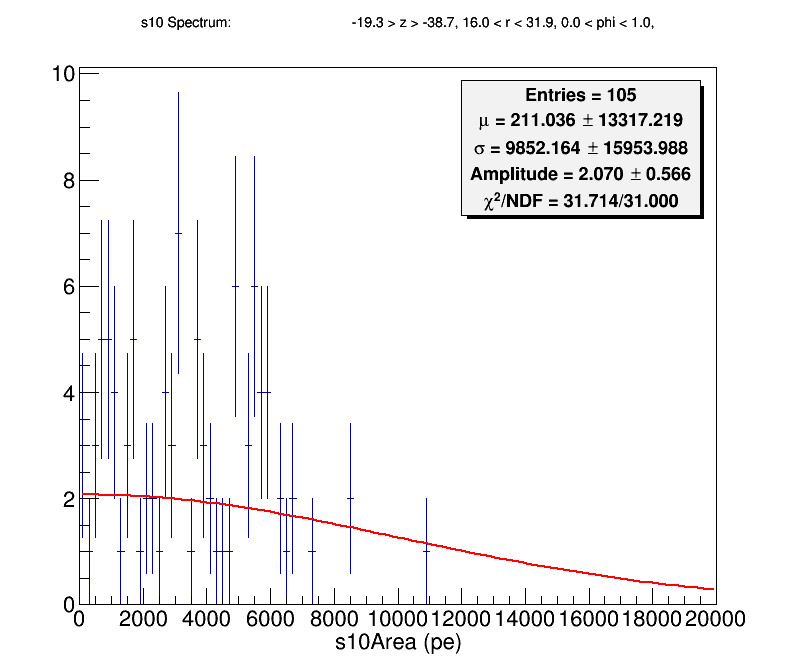 s10 Spectrum: -19.3 > z > -38.7, 16.0 < r < 31.9, 0.0 < phi < 1.0,
Entries = 105
μ = 211.036 ± 13317.219
σ = 9852.164 ± 15953.988
Amplitude = 2.070 ± 0.566
χ²/NDF = 31.714/31.000
10
8
6
4
2
0
0 2000 4000 6000 8000 10000 12000 14000 16000 18000 20000
s10Area (pe)